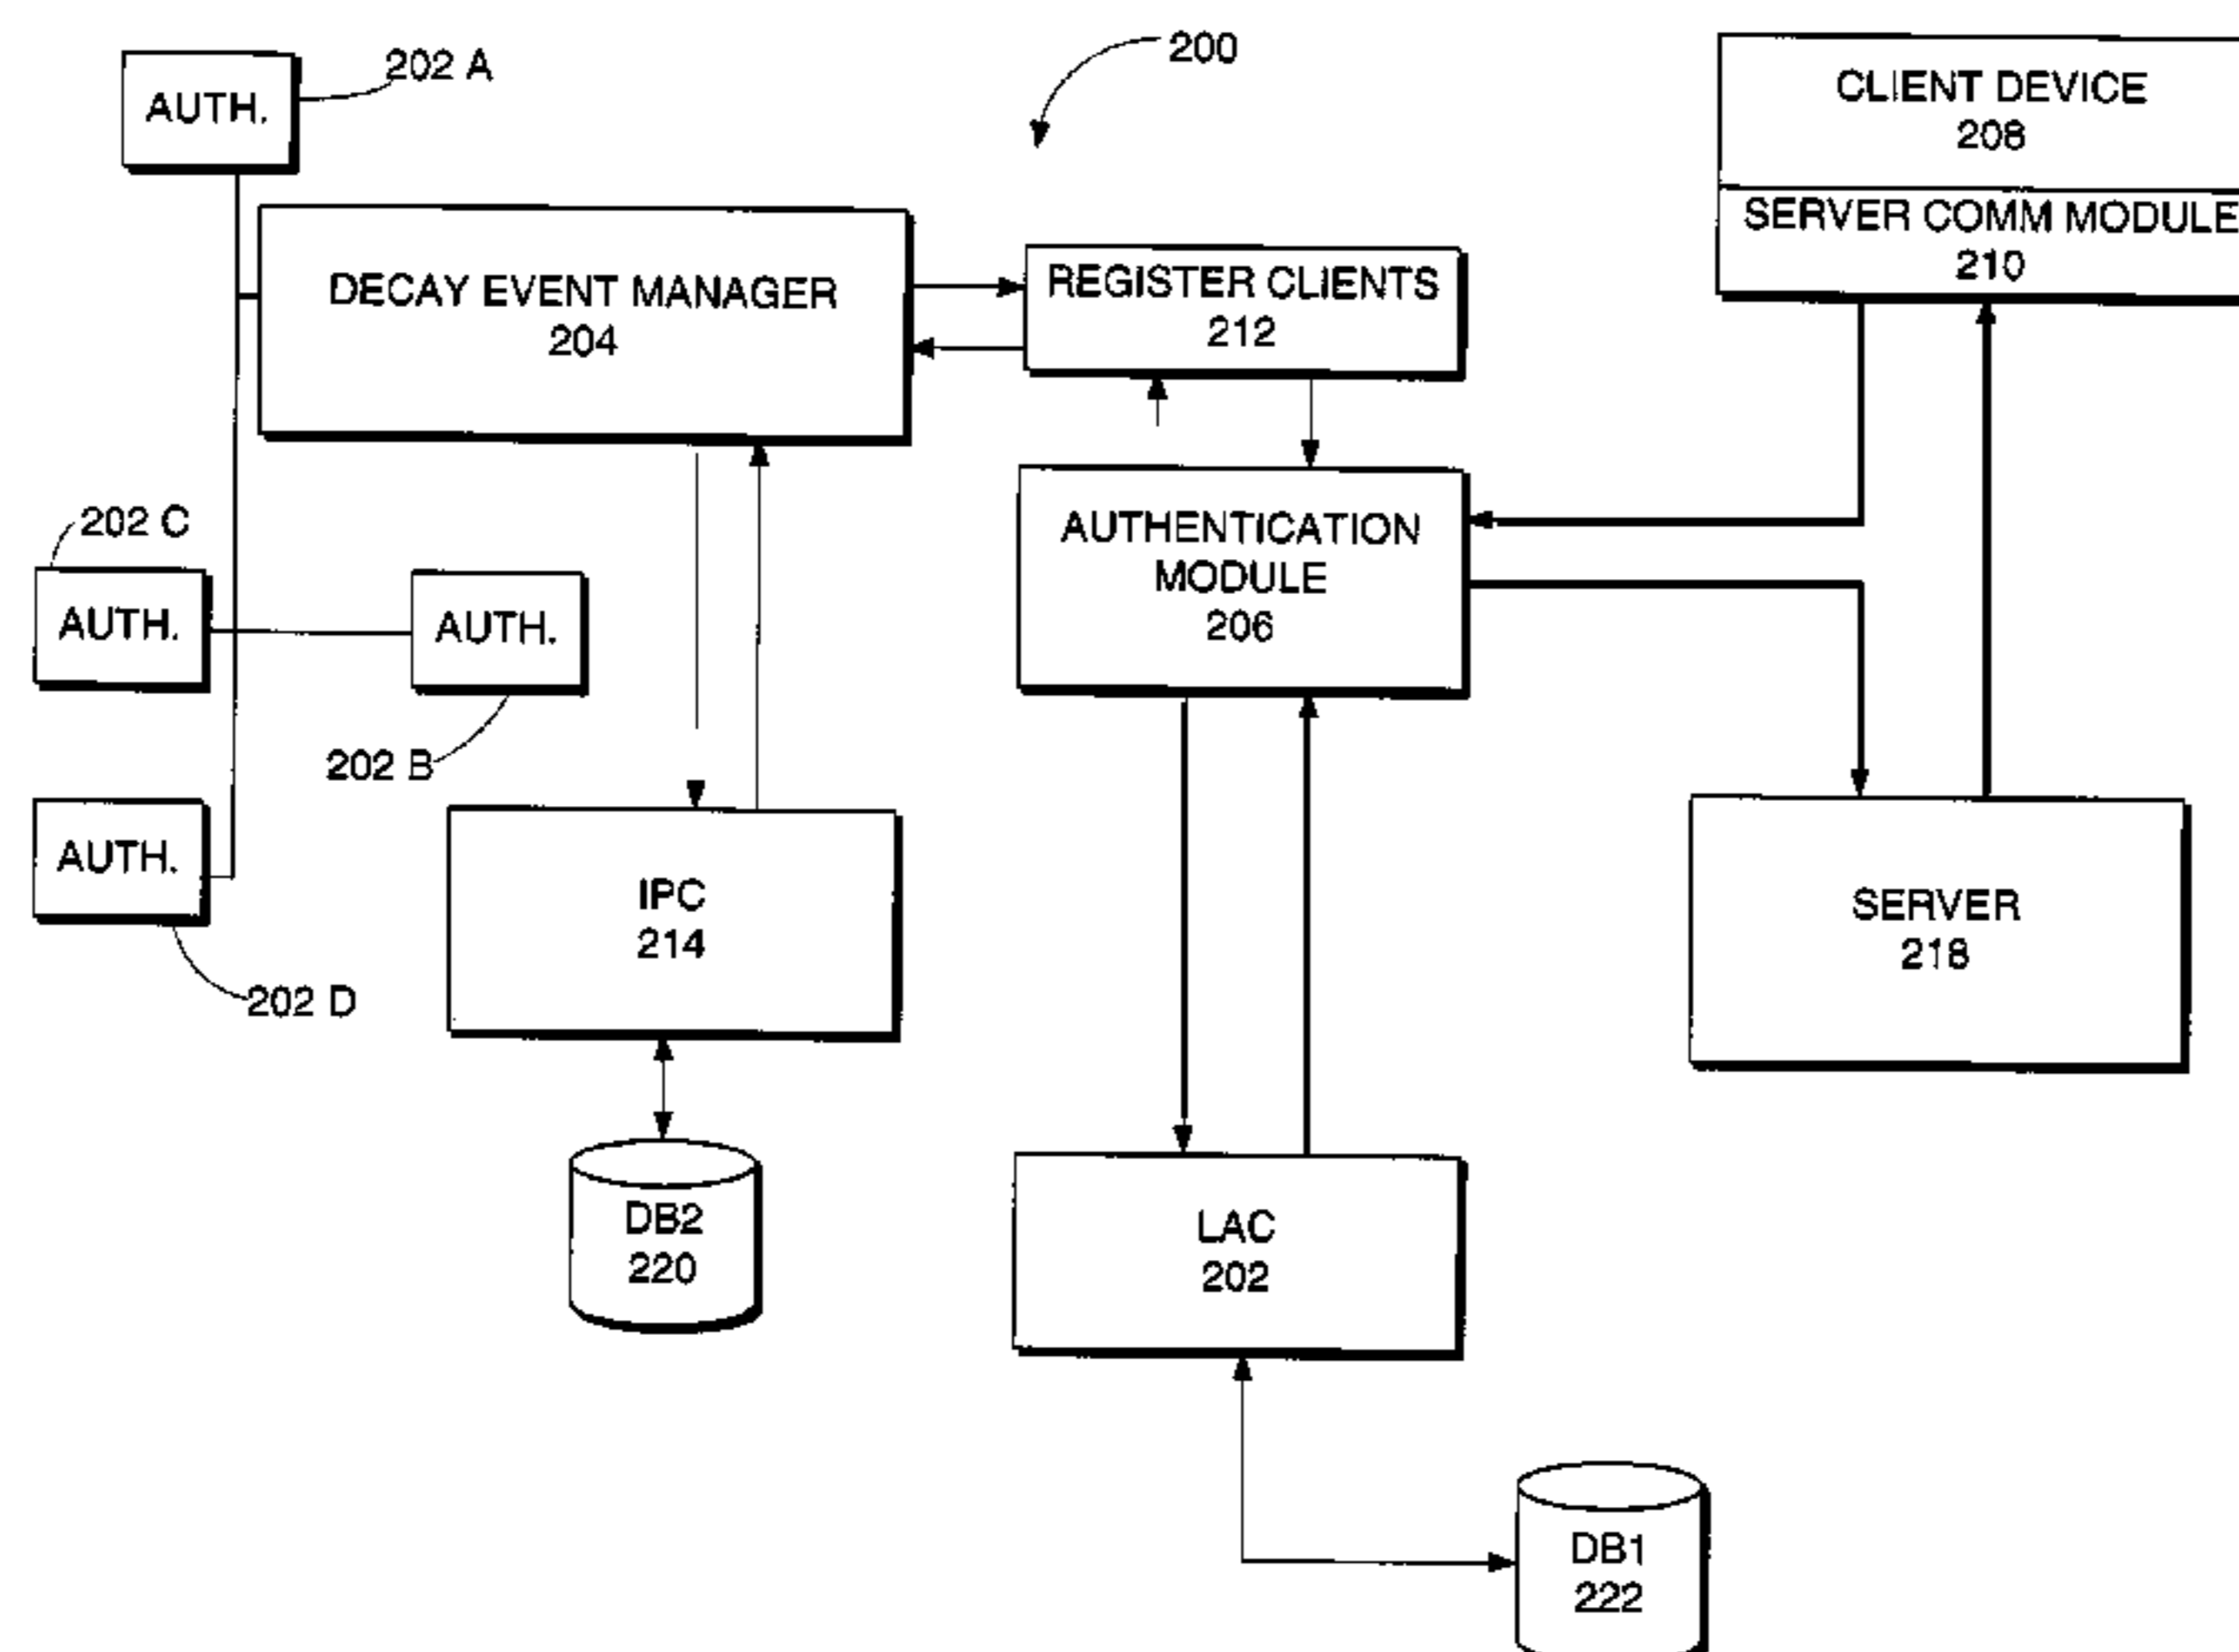 200
202 A
AUTH.
CLIENT DEVICE
208
SERVER COMM MODULE
210
DECAY EVENT MANAGER
204
REGISTER CLIENTS
212
202 C
AUTH.
AUTH.
202 B
AUTHENTICATION
MODULE
206
AUTH.
202 D
IPC
214
SERVER
218
DB2
220
LAC
202
DB1
222